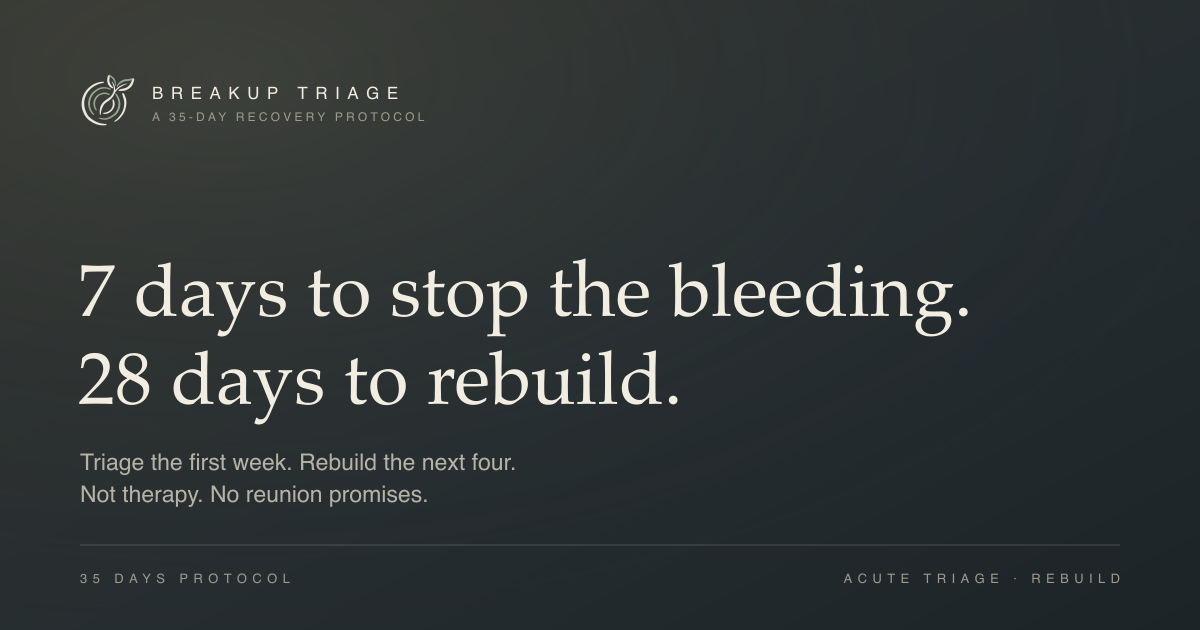 BREAKUP TRIAGE
A 35-DAY RECOVERY PROTOCOL
7 days to stop the bleeding.
28 days to rebuild.
Triage the first week. Rebuild the next four.
Not therapy. No reunion promises.
35 DAYS PROTOCOL
ACUTE TRIAGE · REBUILD